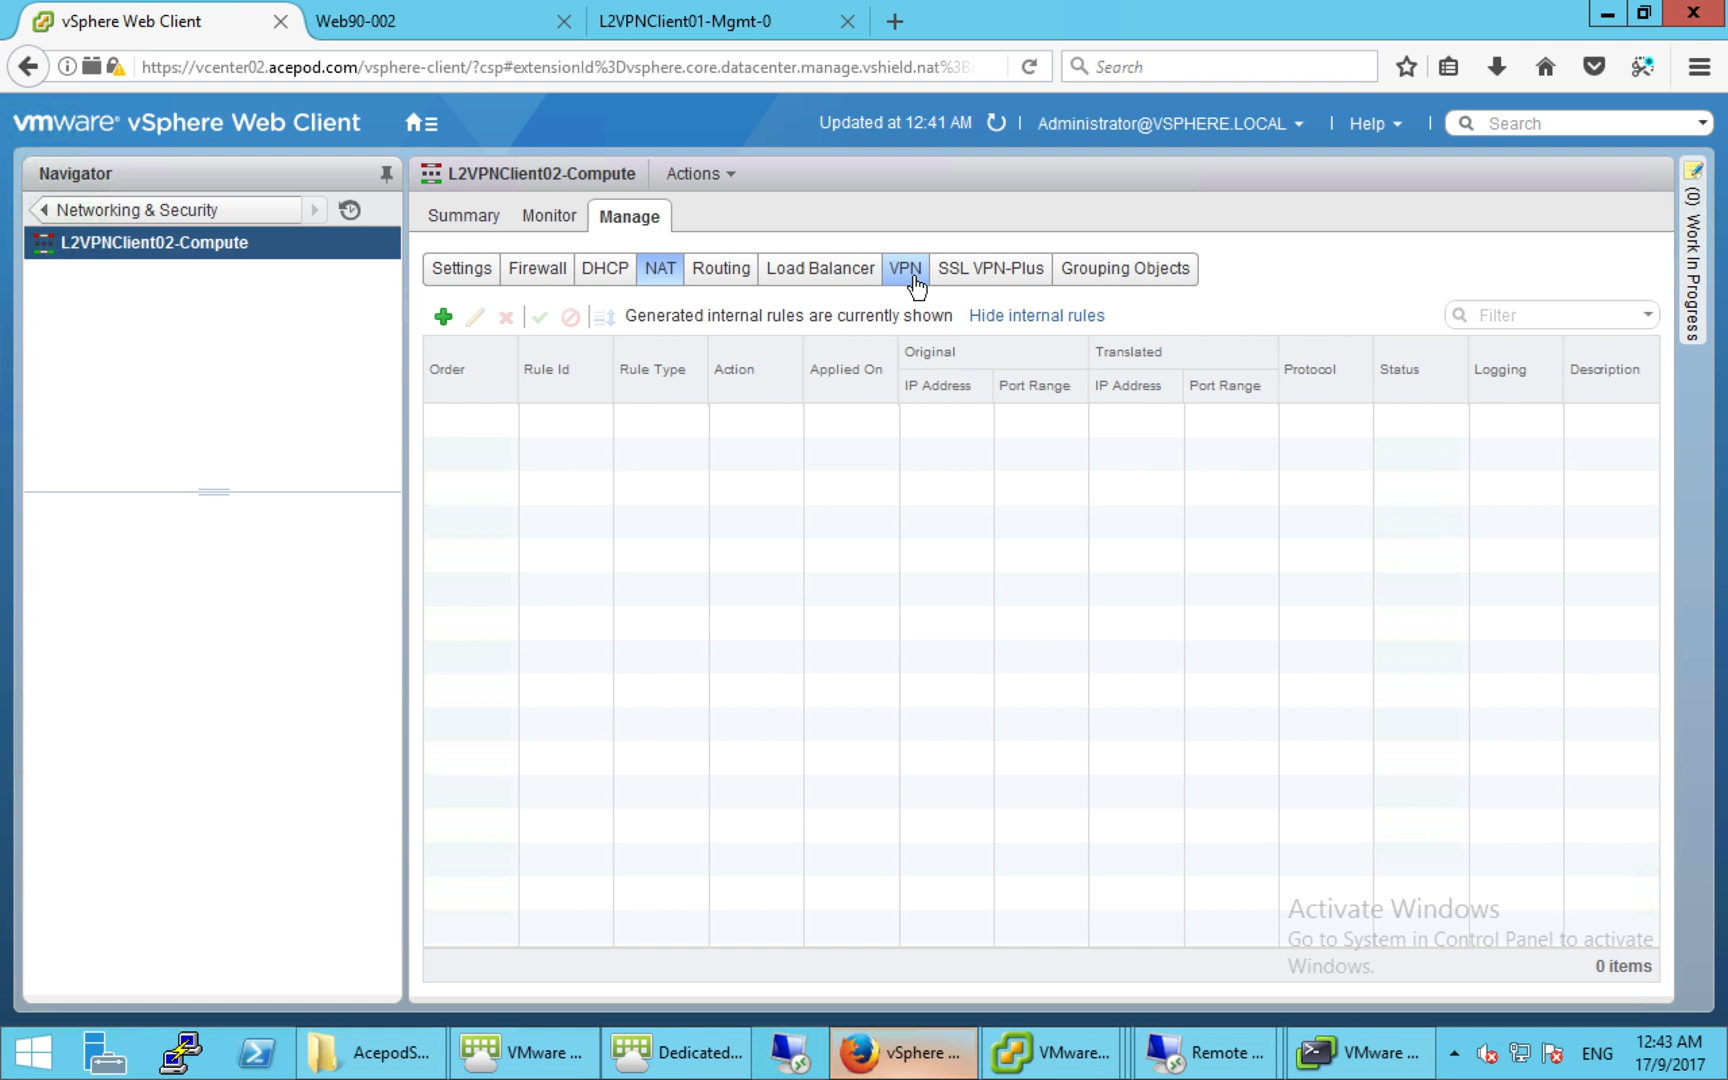 vSphere Web Client
Web90-002
L2VPNClient01-Mgmt-0
https://vcenter02.acepod.com/vsphere-client/?csp#extensionId%3Dvsphere.core.datacenter.manage.vshield.nat%3B
Search
vmware® vSphere Web Client
Updated at 12:41 AM
Administrator@VSPHERE.LOCAL
Help
Search
Navigator
Networking & Security
L2VPNClient02-Compute
L2VPNClient02-Compute
Actions
Summary
Monitor
Manage
Settings
Firewall
DHCP
NAT
Routing
Load Balancer
VPN
SSL VPN-Plus
Grouping Objects
Generated internal rules are currently shown
Hide internal rules
Filter
Order
Rule Id
Rule Type
Action
Applied On
Original
IP Address
Port Range
Translated
IP Address
Port Range
Protocol
Status
Logging
Description
(0) Work In Progress
Activate Windows
Go to System in Control Panel to activate
Windows.
0 items
AcepodS...
VMware ...
Dedicated...
vSphere ...
VMware...
Remote ...
VMware ...
ENG
12:43 AM
17/9/2017